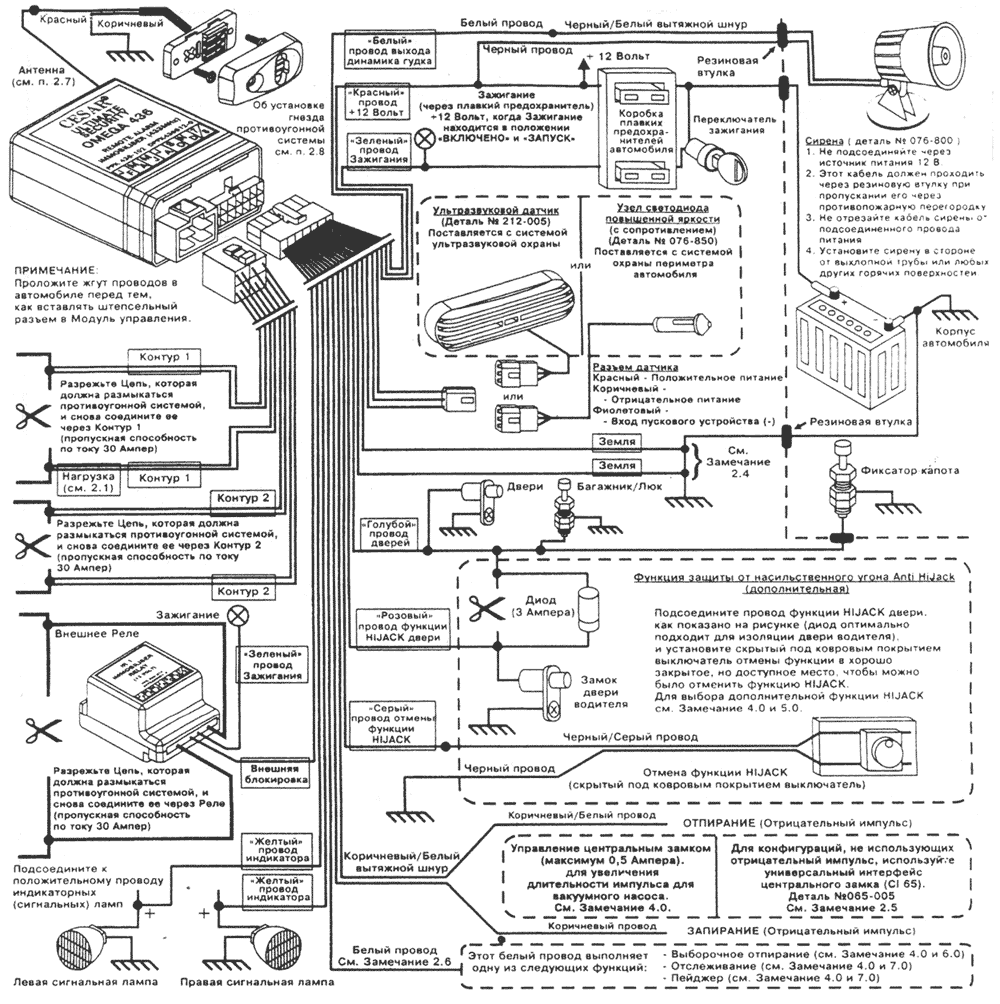 Красный
Коричневый
Антенна
(см. п. 2.7)
Об установке
гнезда
противоугонной
системы
см. п. 2.8
CESAR
ULTIMATE
SECURITY
OMEGA 436
REMOTE ALARM
ПРИМЕЧАНИЕ:
Проложите жгут проводов в
автомобиле перед тем,
как вставлять штепсельный
разъем в Модуль управления.
Белый провод
Черный/Белый вытяжной шнур
«Белый»
провод выхода
динамика гудка
Черный провод
+ 12 Вольт
Резиновая
втулка
«Красный»
провод
+12 Вольт
Зажигание
(через плавкий предохранитель)
+12 Вольт, когда Зажигание
находится в положении
«ВКЛЮЧЕНО» и «ЗАПУСК»
Коробка
плавких
предохра-
нителей
автомобиля
Переключатель
зажигания
«Зеленый»
провод
Зажигания
Сирена ( деталь № 076-800 )
1. Не подсоединяйте через
источник питания 12 В.
2. Этот кабель должен проходить
через резиновую втулку при
пропускании его через
противопожарную перегородку
3. Не отрезайте кабель сирены от
подсоединенного провода
питания
4. Установите сирену в стороне
от выхлопной трубы или любых
других горячих поверхностей
Ультразвуковой датчик
(Деталь № 212-005)
Поставляется с системой
ультразвуковой охраны
или
Узел светодиода
повышенной яркости
(с сопротивлением)
(Деталь № 076-850)
Поставляется с системой
охраны периметра
автомобиля
+
Корпус
автомобиля
или
Разъем датчика
Красный - Положительное питание
Коричневый -
- Отрицательное питание
Фиолетовый -
- Вход пускового устройства (-)
Контур 1
Разрежьте Цепь, которая
должна размыкаться
противоугонной системой,
и снова соедините ее
через Контур 1
(пропускная способность
по току 30 Ампер)
Нагрузка
(см. 2.1)
Контур 1
Земля
Земля
См.
Замечание
2.4
Резиновая втулка
Фиксатор капота
Контур 2
Разрежьте Цепь, которая должна
размыкаться противоугонной системой,
и снова соедините ее через Контур 2
(пропускная способность по току
30 Ампер)
Контур 2
Двери
Багажник/Люк
«Голубой»
провод
дверей
Функция защиты от насильственного угона Anti HiJack
(дополнительная)
Диод
(3 Ампера)
Подсоедините провод функции HIJACK двери,
как показано на рисунке (диод оптимально
подходит для изоляции двери водителя),
и установите скрытый под ковровым покрытием
выключатель отмены функции в хорошо
закрытое, но доступное место, чтобы можно
было отменить функцию HIJACK.
Для выбора дополнительной функции HIJACK
см. Замечание 4.0 и 5.0.
«Розовый»
провод функции
HIJACK двери
Замок
двери
водителя
Зажигание
Внешнее Реле
IMMOBILISER
RELAY
«Зеленый»
провод
Зажигания
«Серый»
провод отмены
функции
HIJACK
Черный/Серый провод
Черный провод
Отмена функции HIJACK
(скрытый под ковровым покрытием выключатель)
Внешняя
блокировка
Разрежьте Цепь, которая
должна размыкаться
противоугонной системой, и
снова соедините ее через Реле
(пропускная способность
по току 30 Ампер)
Коричневый/Белый провод
ОТПИРАНИЕ (Отрицательный импульс)
Коричневый/Белый
вытяжной шнур
Управление центральным замком
(максимум 0,5 Ампера).
для увеличения
длительности импульса для
вакуумного насоса.
См. Замечание 4.0.
Для конфигураций, не использующих
отрицательный импульс, используйте
универсальный интерфейс
центрального замка (CI 65).
Деталь №065-005
См. Замечание 2.5
Коричневый провод
ЗАПИРАНИЕ (Отрицательный импульс)
«Желтый»
провод
индикатора
«Желтый»
провод
индикатора
Подсоедините к
положительному проводу
индикаторных
(сигнальных) ламп
+
+
Левая сигнальная лампа
Правая сигнальная лампа
Белый провод
См. Замечание 2.6
Этот белый провод выполняет
одну из следующих функций:
- Выборочное отпирание (см. Замечание 4.0 и 6.0)
- Отслеживание (см. Замечание 4.0 и 7.0)
- Пейджер (см. Замечание 4.0 и 7.0)